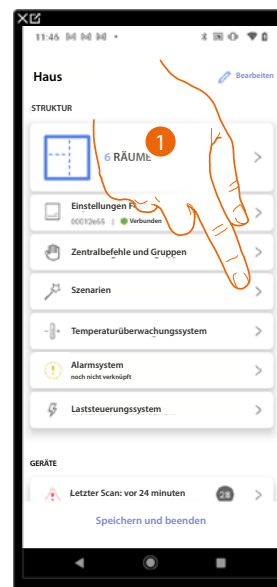 11:46
Haus
Bearbeiten
STRUKTUR
6 RÄUME
1
Einstellungen
00012e65 | Verbunden
Zentralbefehle und Gruppen
Szenarien
Temperaturüberwachungssystem
Alarmsystem
noch nicht verknüpft
Laststeuerungssystem
GERÄTE
Letzter Scan: vor 24 minuten
28
Speichern und beenden